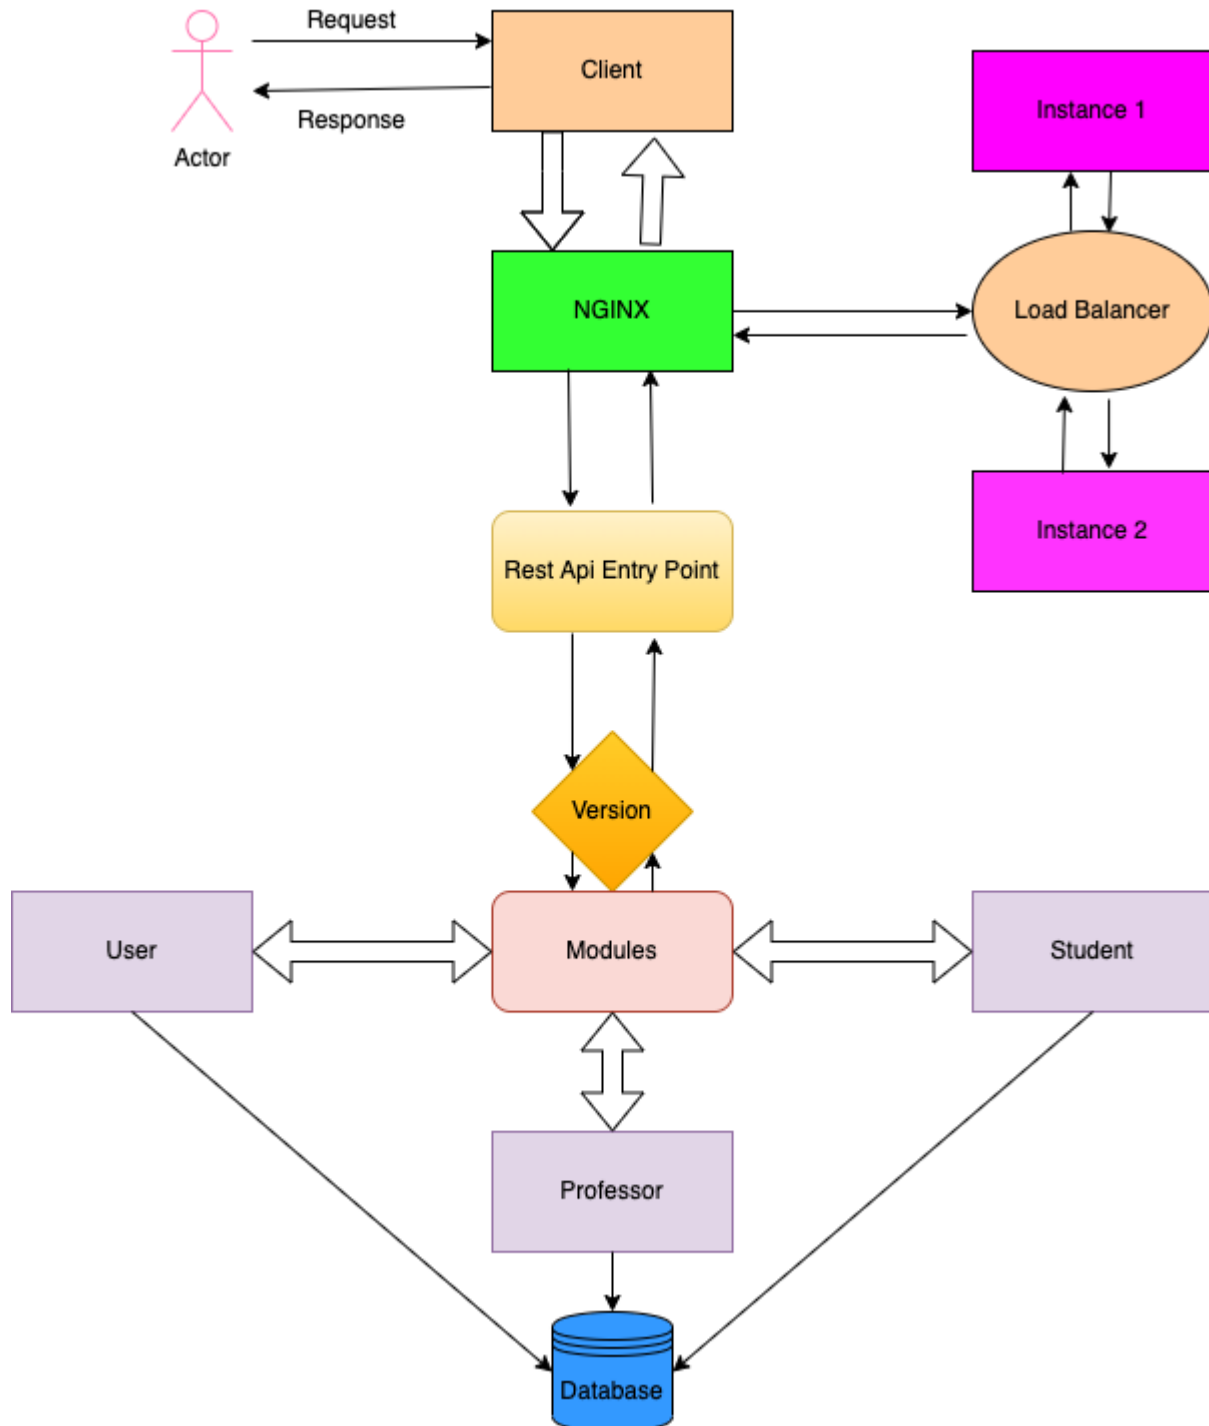 Request
Client
Response
Actor
Instance 1
NGINX
Load Balancer
Rest Api Entry Point
Instance 2
Version
User
Modules
Student
Professor
Database